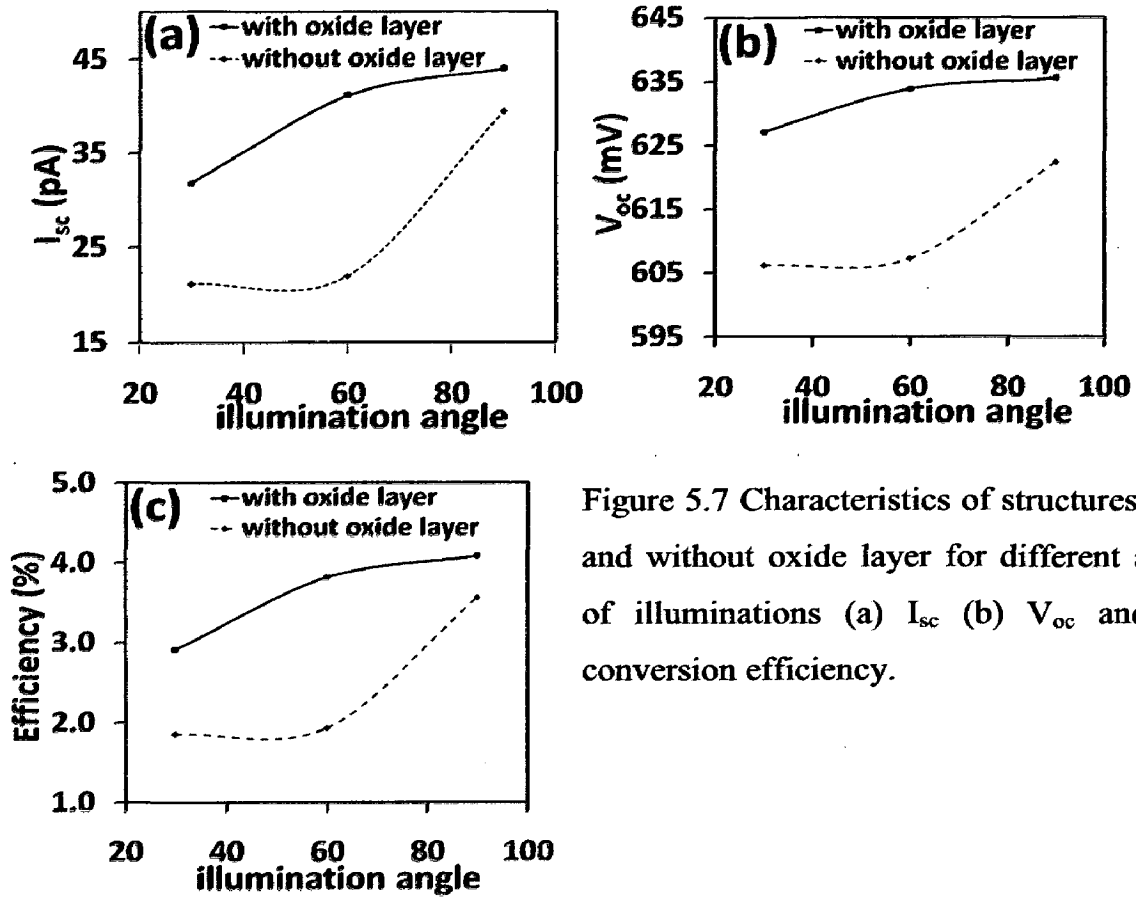 (a)
with oxide layer
without oxide layer
45
35
25
15
I_sc (pA)
20 40 60 80 100
illumination angle
(b)
with oxide layer
without oxide layer
645
635
625
615
605
595
V_oc (mV)
20 40 60 80 100
illumination angle
(c)
with oxide layer
without oxide layer
5.0
4.0
3.0
2.0
1.0
Efficiency (%)
20 40 60 80 100
illumination angle
Figure 5.7 Characteristics of structures
and without oxide layer for different
of illuminations (a) I_sc (b) V_oc and
conversion efficiency.